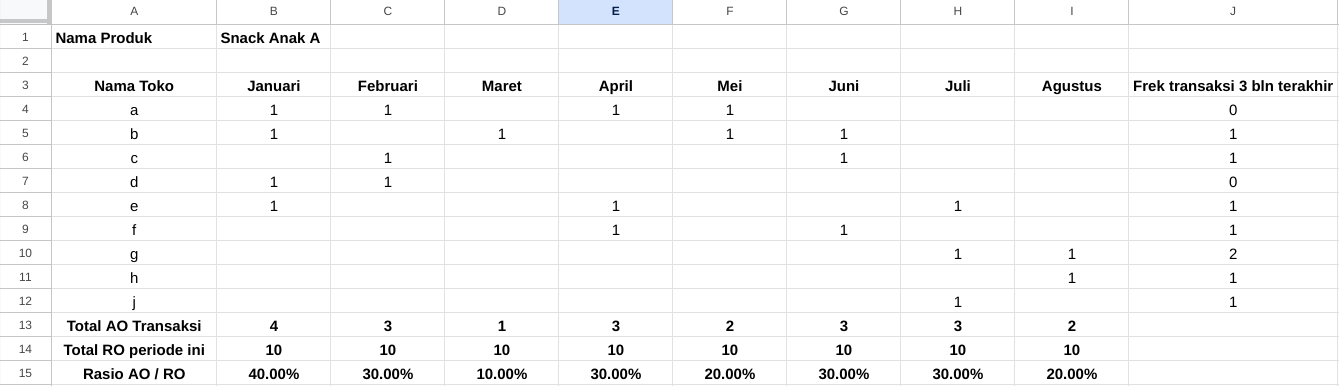 A B C D E F G H I J
1 Nama Produk Snack Anak A
2
3 Nama Toko Januari Februari Maret April Mei Juni Juli Agustus Frek transaksi 3 bln terakhir
4 a 1 1 1 1 0
5 b 1 1 1 1 1
6 c 1 1 1
7 d 1 1 0
8 e 1 1 1 1
9 f 1 1 1
10 g 1 1 2
11 h 1 1
12 j 1 1
13 Total AO Transaksi 4 3 1 3 2 3 3 2
14 Total RO periode ini 10 10 10 10 10 10 10 10
15 Rasio AO / RO 40.00% 30.00% 10.00% 30.00% 20.00% 30.00% 30.00% 20.00%